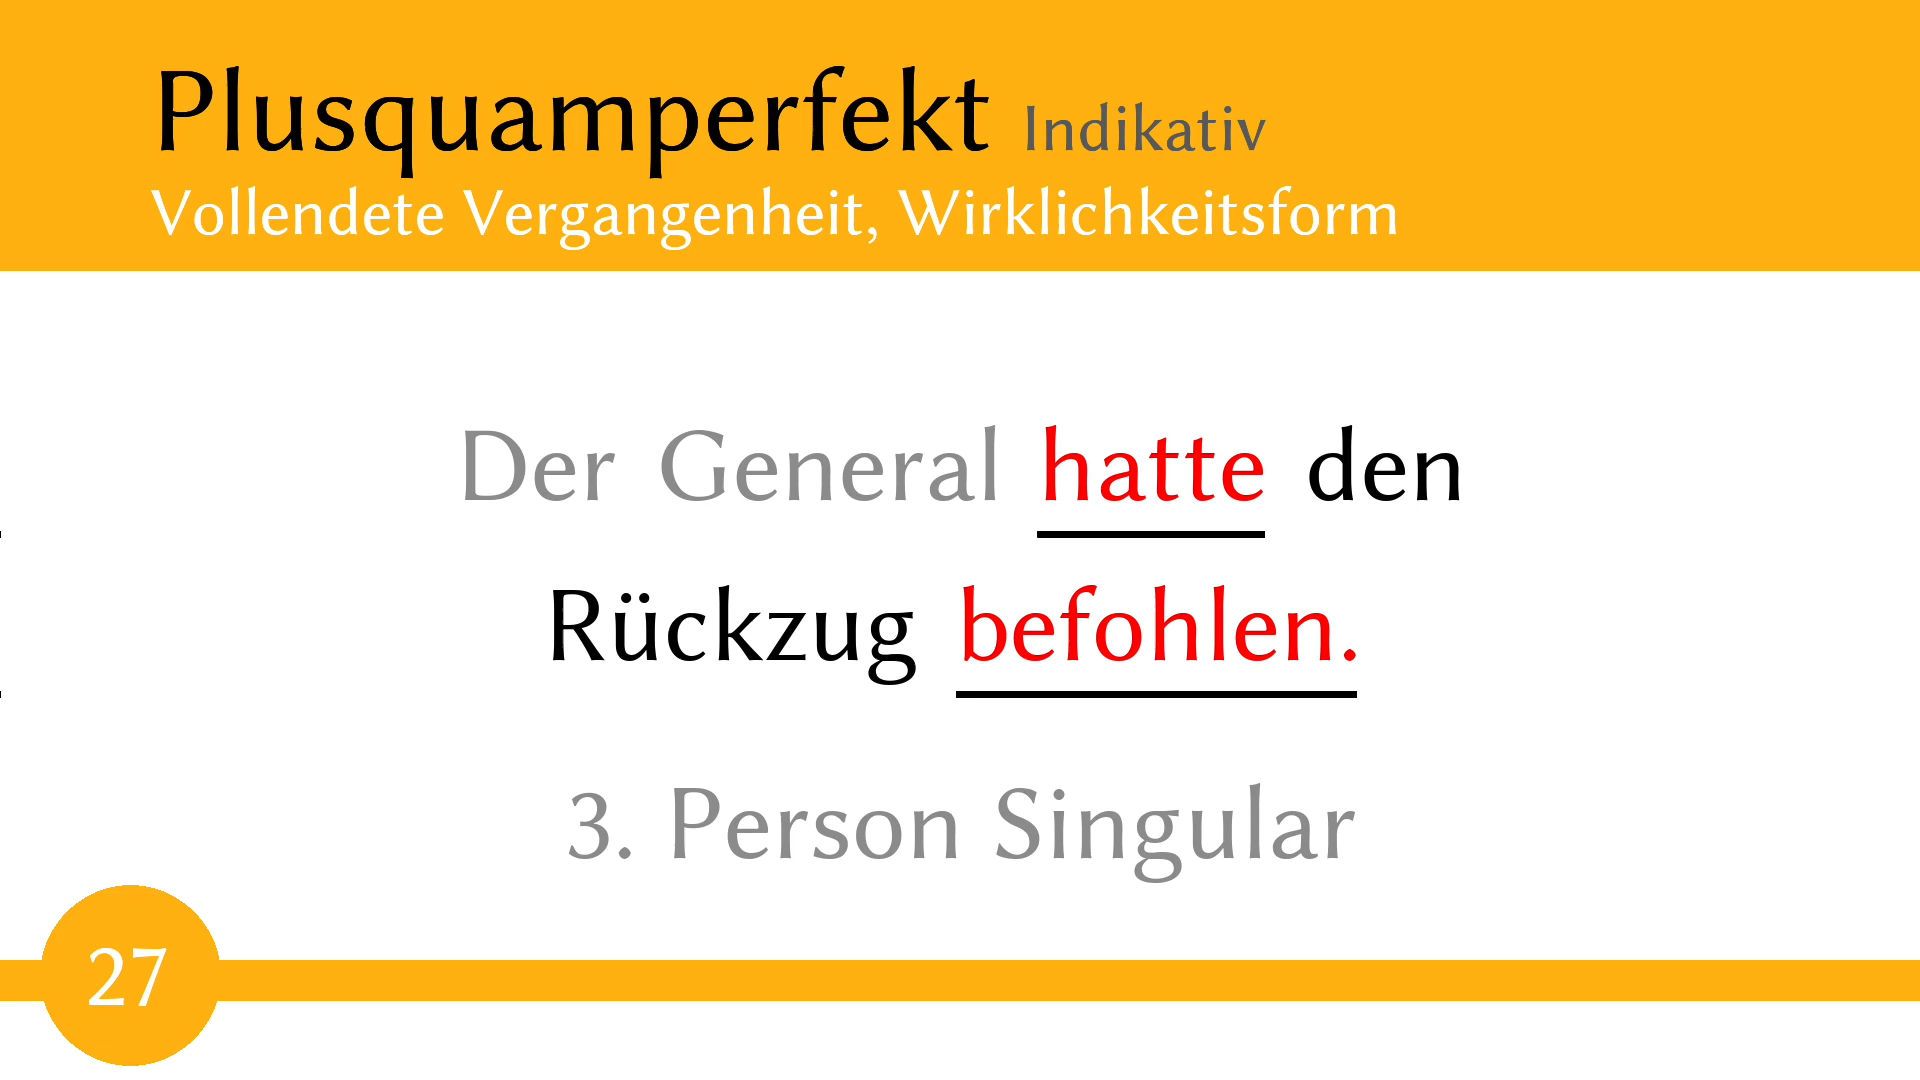 Plusquamperfekt Indikativ
Vollendete Vergangenheit, Wirklichkeitsform
Der General hatte den
Rückzug befohlen.
3. Person Singular
27